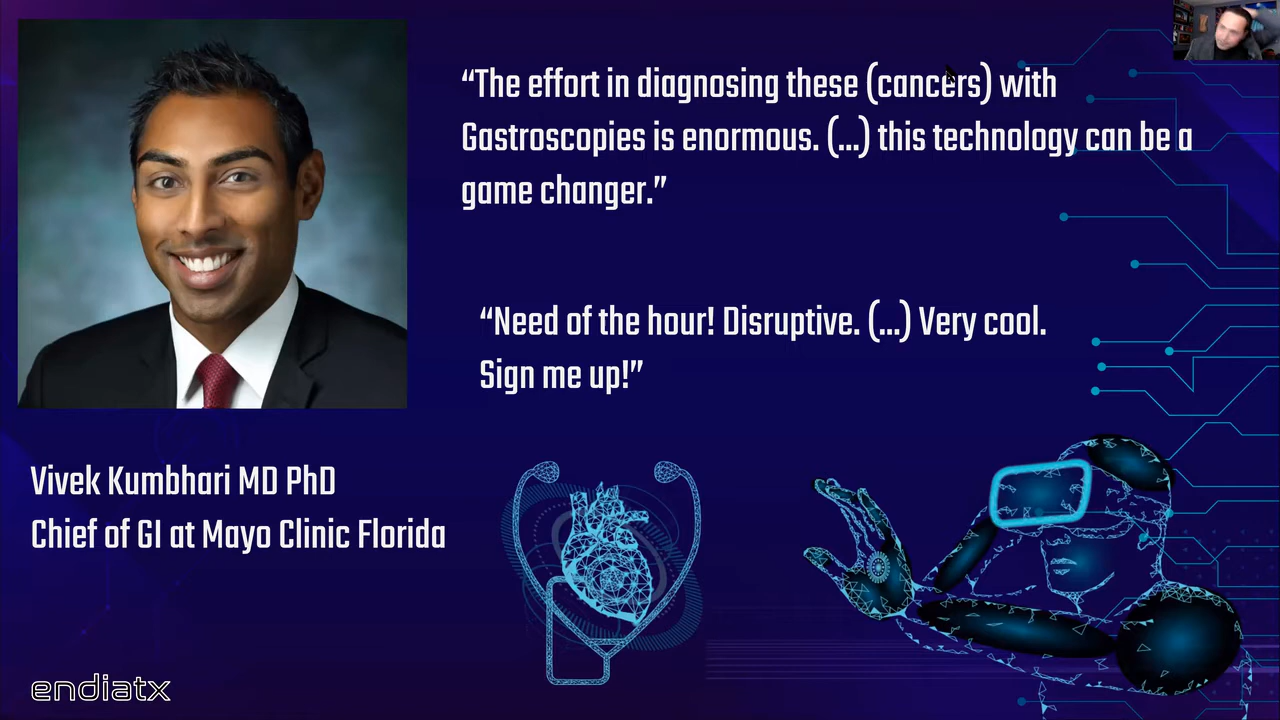 “The effort in diagnosing these (cancers) with
Gastroscopies is enormous. (...) this technology can be a
game changer.”
“Need of the hour! Disruptive. (...) Very cool.
Sign me up!”
Vivek Kumbhari MD PhD
Chief of GI at Mayo Clinic Florida
endiatx